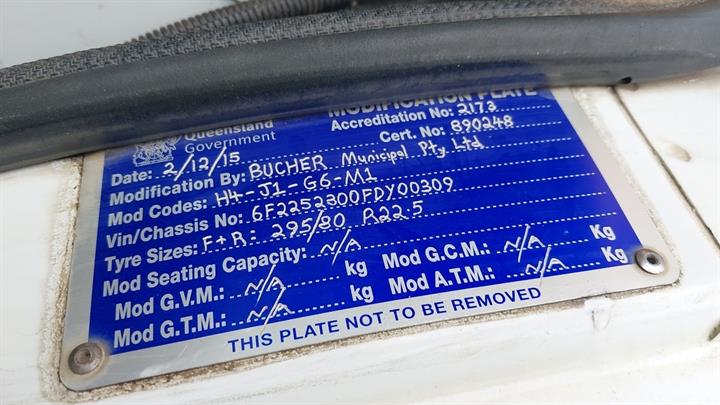 Queensland
Government
MODIFICATION PLATE
Accreditation No: 2173
Cert. No: 890248
Date: 2/12/15
Modification By: BUCHER Municipal Pty Ltd
Mod Codes: H4-J1-G6-M1
Vin/Chassis No: 6F2252300FDY00309
Tyre Sizes: F+R: 295/80 R22.5
Mod Seating Capacity: N/A
Mod G.V.M.: N/A kg Mod G.C.M.: N/A Kg
Mod G.T.M.: N/A kg Mod A.T.M.: N/A Kg
THIS PLATE NOT TO BE REMOVED